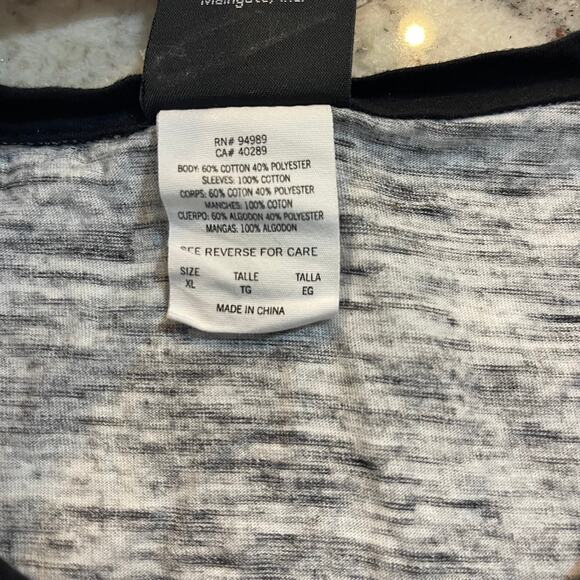 Maingate, Inc.
RN# 94989
CA# 40289
BODY: 60% COTTON 40% POLYESTER
SLEEVES: 100% COTTON
CORPS: 60% COTON 40% POLYESTER
MANCHES: 100% COTON
CUERPO: 60% ALGODON 40% POLYESTER
MANGAS: 100% ALGODON
SEE REVERSE FOR CARE
SIZE TALLE TALLA
XL TG EG
MADE IN CHINA